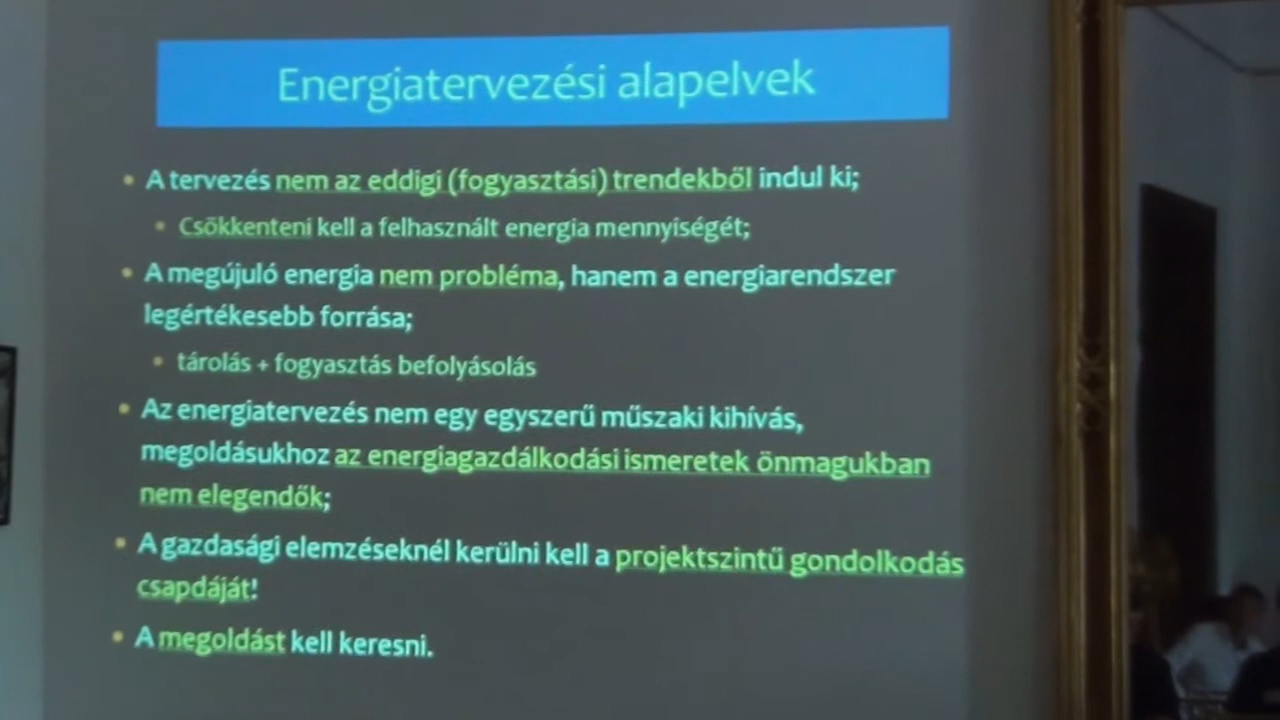 Energiatervezési alapelvek
• A tervezés nem az eddigi (fogyasztási) trendekből indul ki;
• Csökkenteni kell a felhasznált energia mennyiségét;
• A megújuló energia nem probléma, hanem a energiarendszer
legértékesebb forrása;
• tárolás + fogyasztás befolyásolás
• Az energiatervezés nem egy egyszerű műszaki kihívás,
megoldásukhoz az energiagazdálkodási ismeretek önmagukban
nem elegendők;
• A gazdasági elemzéseknél kerülni kell a projektszintű gondolkodás
csapdáját!
• A megoldást kell keresni.